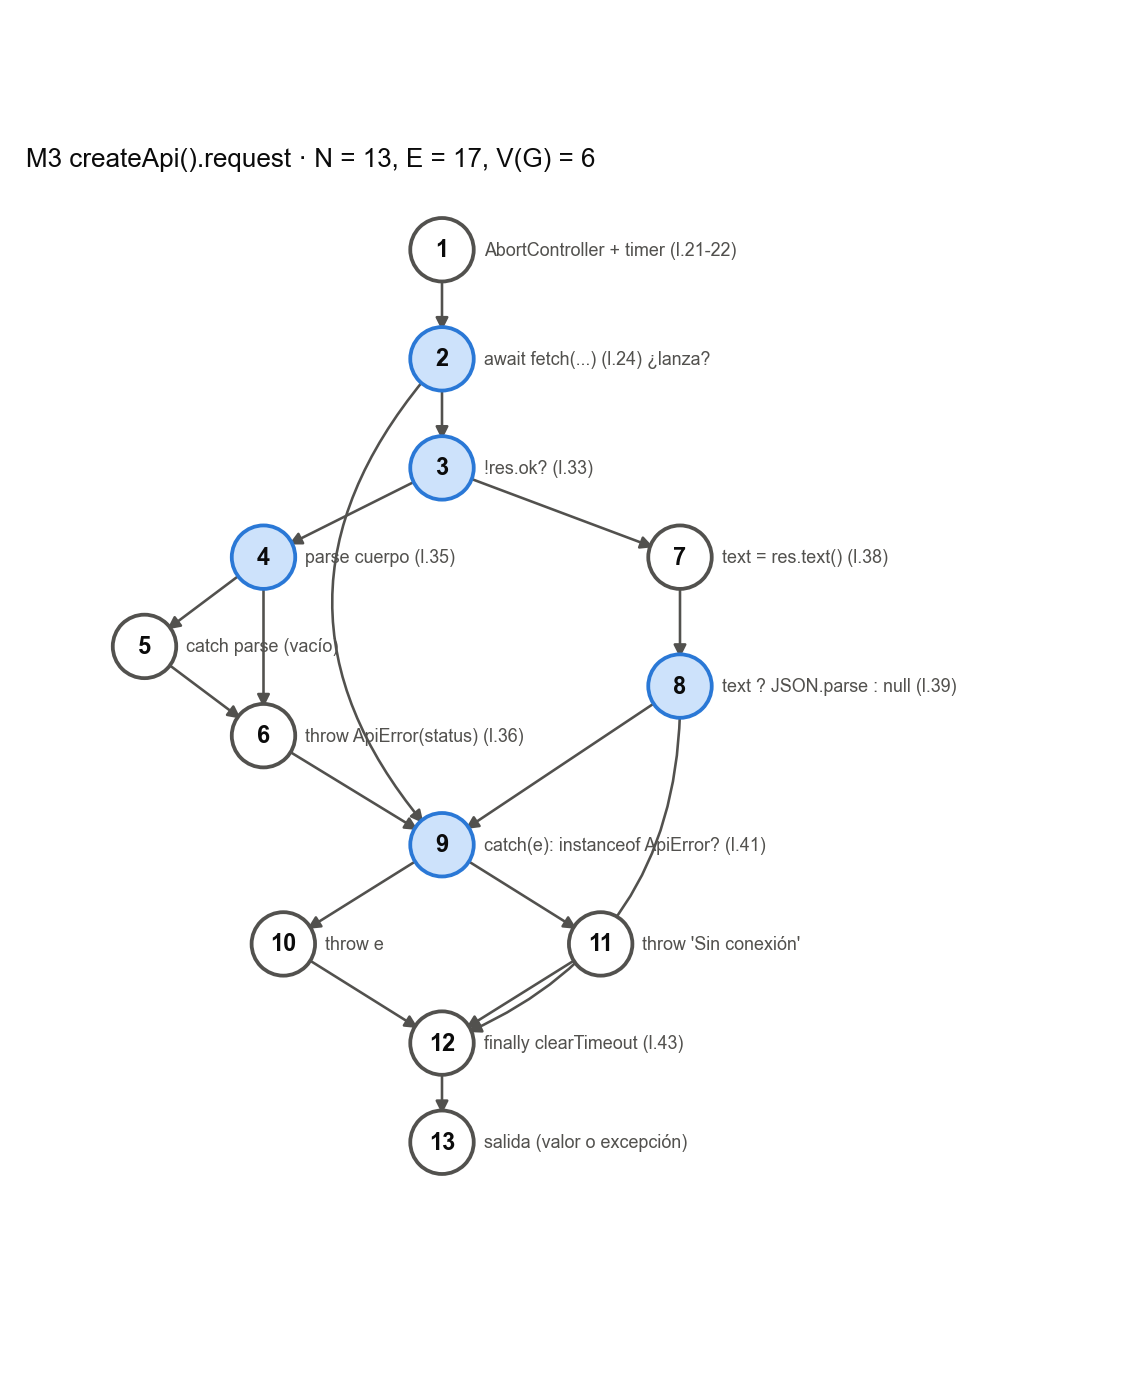 M3 createApi().request · N = 13, E = 17, V(G) = 6
1 AbortController + timer (l.21-22)
2 await fetch(...) (l.24) ¿lanza?
3 !res.ok? (l.33)
4 parse cuerpo (l.35)
7 text = res.text() (l.38)
5 catch parse (vacío)
8 text ? JSON.parse : null (l.39)
6 throw ApiError(status) (l.36)
9 catch(e): instanceof ApiError? (l.41)
10 throw e
11 throw 'Sin conexión'
12 finally clearTimeout (l.43)
13 salida (valor o excepción)